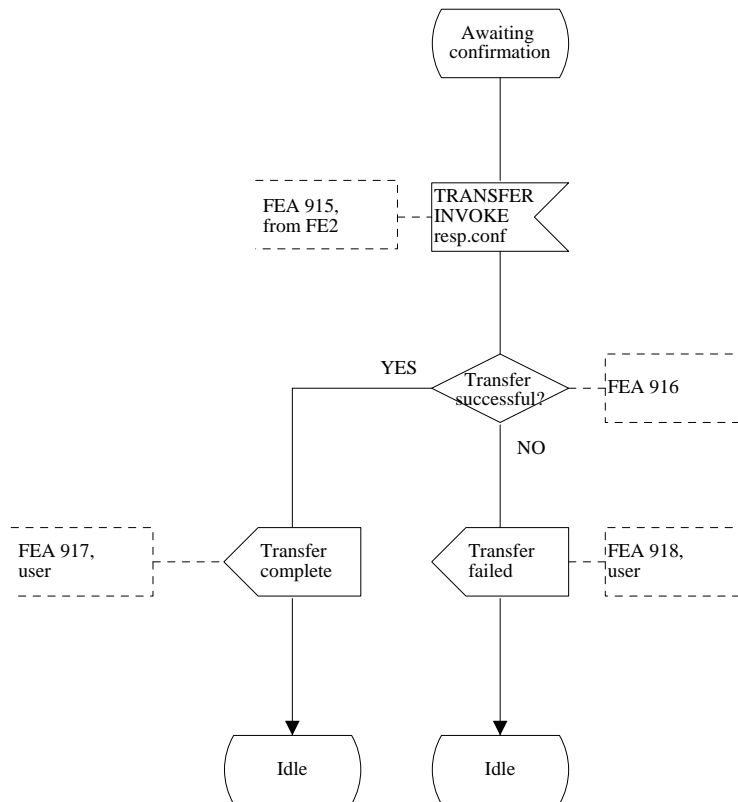 Awaiting
confirmation
FEA 915,
from FE2
TRANSFER
INVOKE
resp.conf
YES
Transfer
successful?
FEA 916
NO
FEA 917,
user
Transfer
complete
Transfer
failed
FEA 918,
user
Idle
Idle